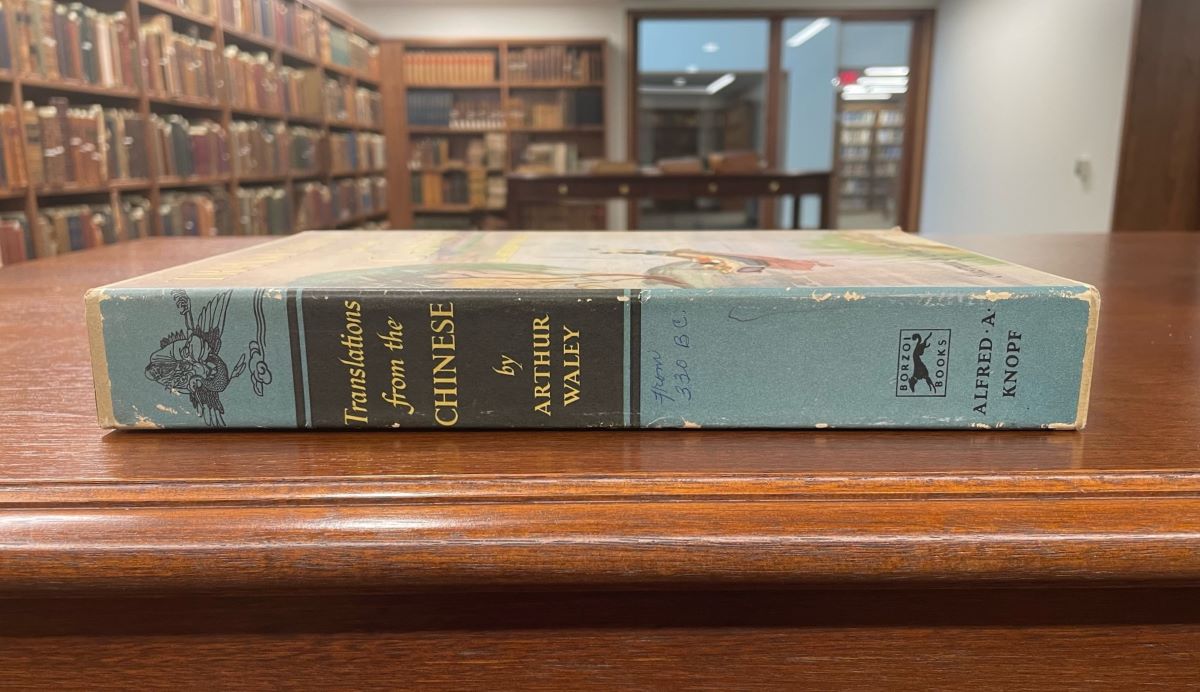 Translations
from the
CHINESE
by
ARTHUR
WALEY
From
330 B.C.
BORZOI
BOOKS
ALFRED · A ·
KNOPF